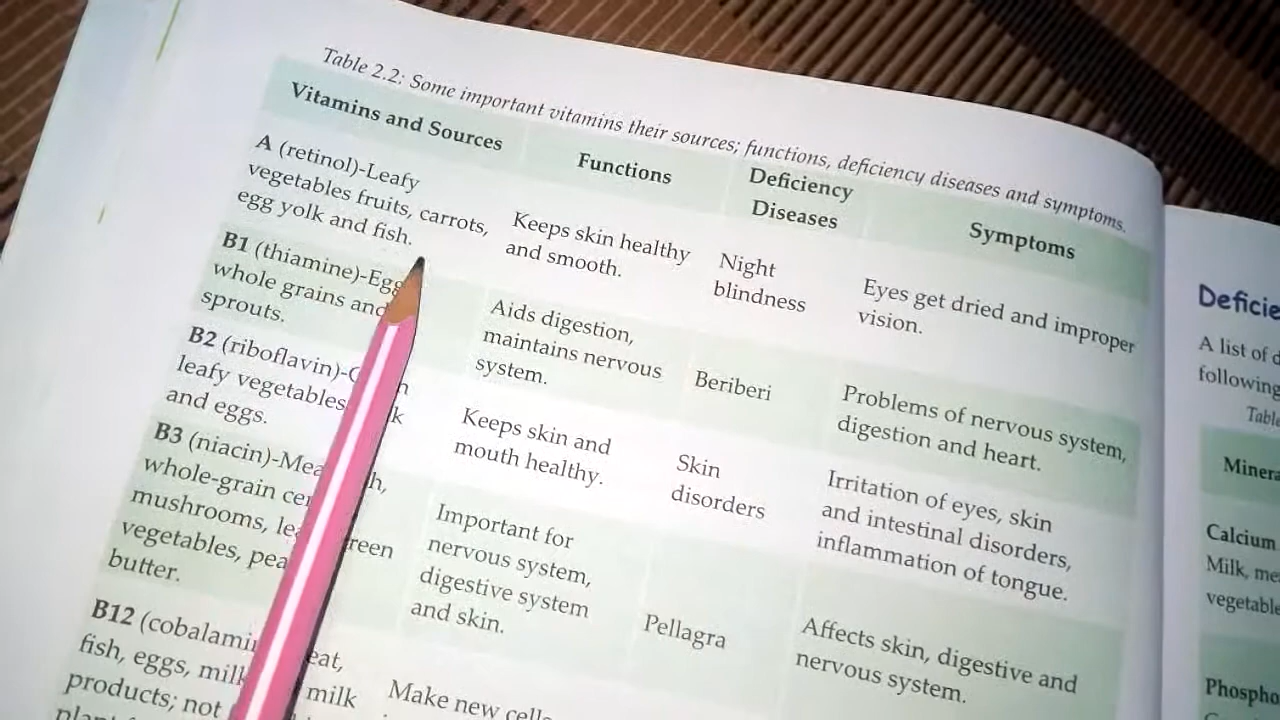 Table 2.2: Some important vitamins their sources; functions, deficiency diseases and symptoms.
Vitamins and Sources
Functions
Deficiency
Diseases
Symptoms
A (retinol)-Leafy
vegetables fruits, carrots,
egg yolk and fish.
Keeps skin healthy
and smooth.
Night
blindness
Eyes get dried and improper
vision.
B1 (thiamine)-Egg
whole grains and
sprouts.
Aids digestion,
maintains nervous
system.
Beriberi
Problems of nervous system,
digestion and heart.
B2 (riboflavin)-
leafy vegetables
and eggs.
Keeps skin and
mouth healthy.
Skin
disorders
Irritation of eyes, skin
and intestinal disorders,
inflammation of tongue.
B3 (niacin)-
whole-grain
mushrooms,
vegetables,
butter.
Important for
nervous system,
digestive system
and skin.
Pellagra
Affects skin, digestive and
nervous system.
B12
fish, eggs, milk
products; not milk
Make new cells
A list of
following
Table
Calcium
Milk,